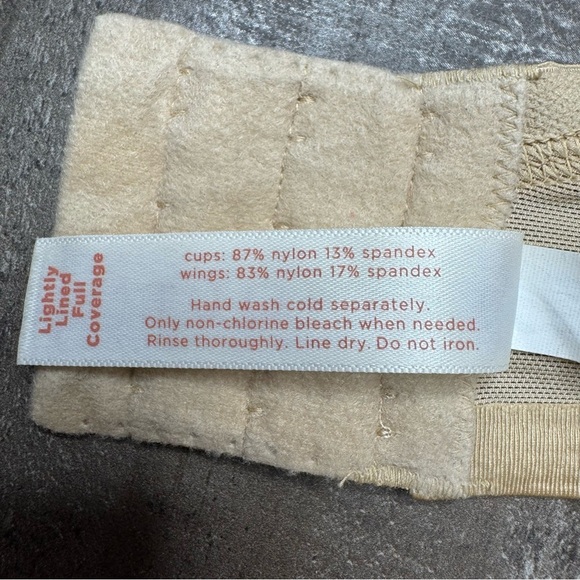 Lightly
Lined
Full
Coverage
cups: 87% nylon 13% spandex
wings: 83% nylon 17% spandex
Hand wash cold separately.
Only non-chlorine bleach when needed.
Rinse thoroughly. Line dry. Do not iron.